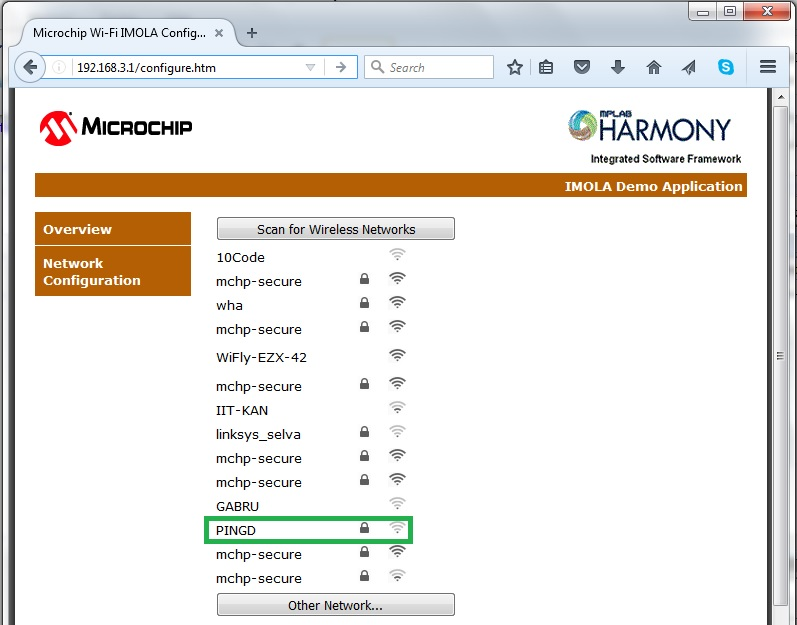 Microchip Wi-Fi IMOLA Config...
192.168.3.1/configure.htm
Search
MICROCHIP
MPLAB
HARMONY
Integrated Software Framework
IMOLA Demo Application
Overview
Network
Configuration
Scan for Wireless Networks
10Code
mchp-secure
wha
mchp-secure
WiFly-EZX-42
mchp-secure
IIT-KAN
linksys_selva
mchp-secure
mchp-secure
GABRU
PINGD
mchp-secure
mchp-secure
Other Network...